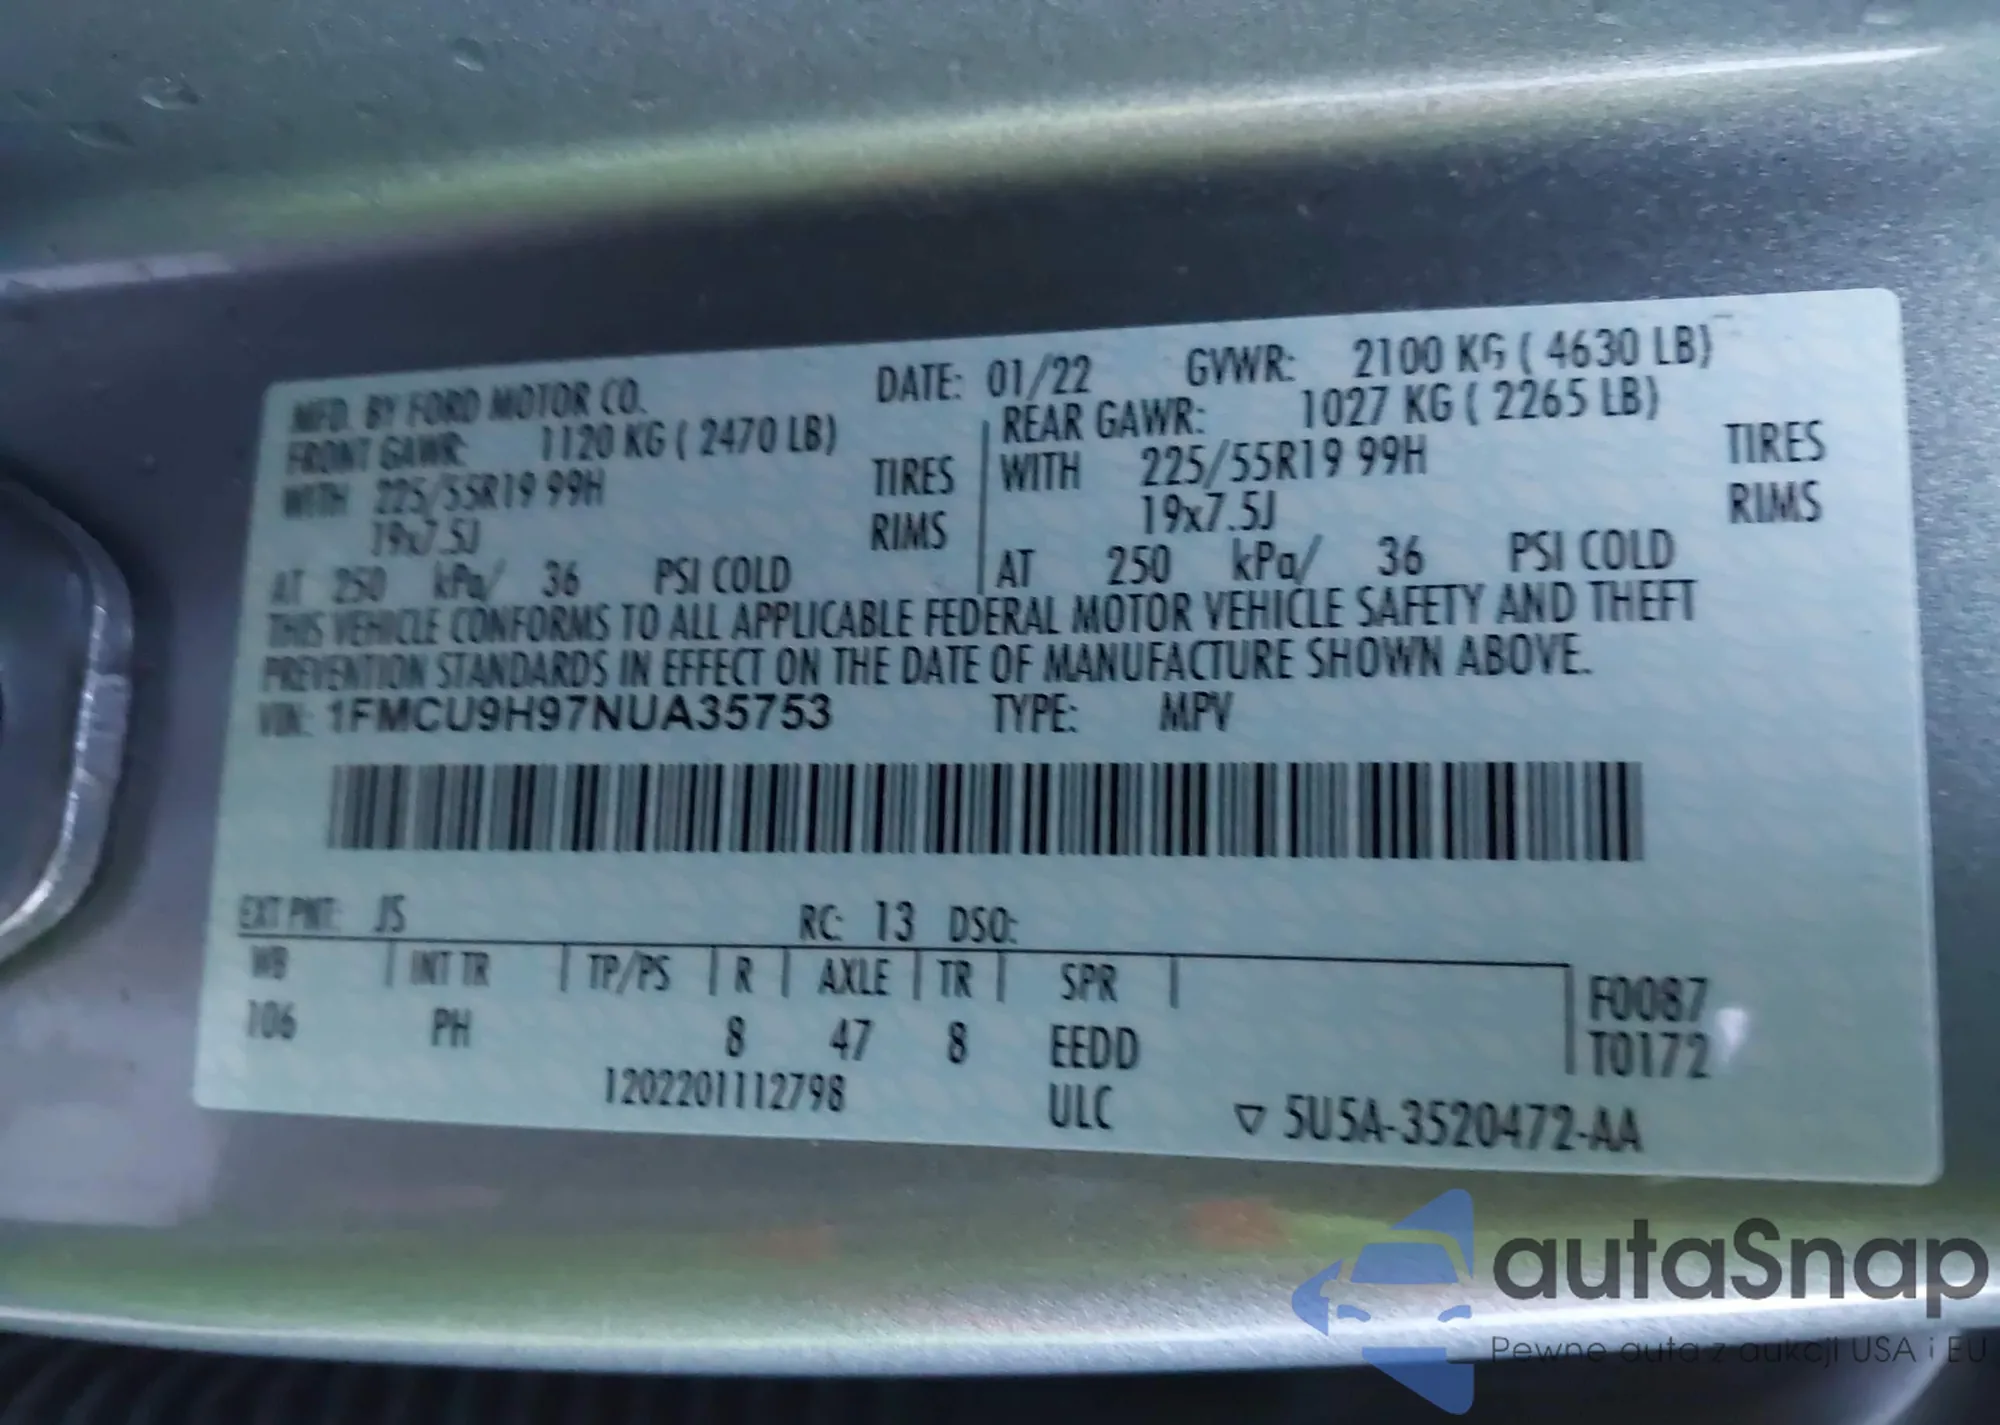 MFD. BY FORD MOTOR CO. DATE: 01/22 GVWR: 2100 KG ( 4630 LB)
FRONT GAWR: 1120 KG ( 2470 LB) REAR GAWR: 1027 KG ( 2265 LB)
WITH 225/55R19 99H TIRES WITH 225/55R19 99H TIRES
19x7.5J RIMS 19x7.5J RIMS
AT 250 kPa/ 36 PSI COLD AT 250 kPa/ 36 PSI COLD
THIS VEHICLE CONFORMS TO ALL APPLICABLE FEDERAL MOTOR VEHICLE SAFETY AND THEFT
PREVENTION STANDARDS IN EFFECT ON THE DATE OF MANUFACTURE SHOWN ABOVE.
VIN: 1FMCU9H97NUA35753 TYPE: MPV
EXT PNT: JS RC: 13 DSO:
WB INT TR TP/PS R AXLE TR SPR F0087
106 PH 8 47 8 EEDD T0172
1202201112798 ULC ▽ 5U5A-3520472-AA
autaSnap
Pewne auta z aukcji USA i EU